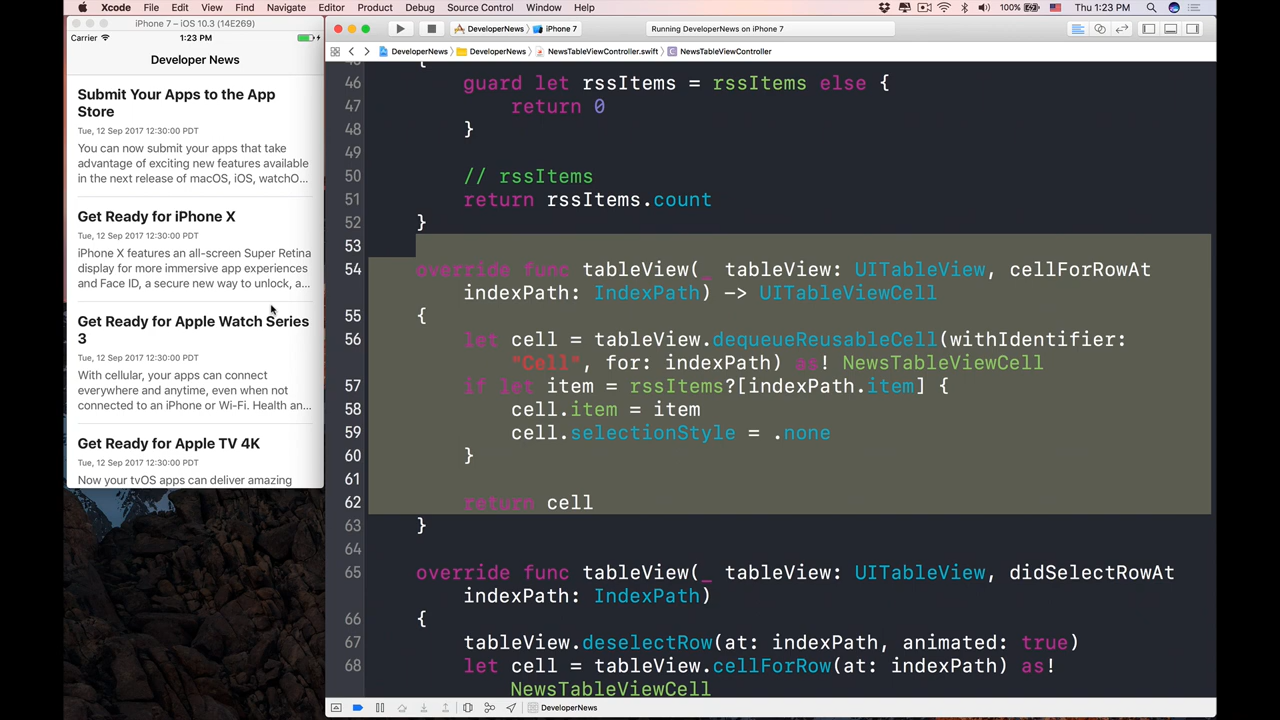 Xcode File Edit View Find Navigate Editor Product Debug Source Control Window Help 100% Thu 1:23 PM
iPhone 7 – iOS 10.3 (14E269)
Carrier 1:23 PM
Developer News
Submit Your Apps to the App
Store
Tue, 12 Sep 2017 12:30:00 PDT
You can now submit your apps that take
advantage of exciting new features available
in the next release of macOS, iOS, watchO...
Get Ready for iPhone X
Tue, 12 Sep 2017 12:30:00 PDT
iPhone X features an all-screen Super Retina
display for more immersive app experiences
and Face ID, a secure new way to unlock, a...
Get Ready for Apple Watch Series
3
Tue, 12 Sep 2017 12:30:00 PDT
With cellular, your apps can connect
everywhere and anytime, even when not
connected to an iPhone or Wi-Fi. Health an...
Get Ready for Apple TV 4K
Tue, 12 Sep 2017 12:30:00 PDT
Now your tvOS apps can deliver amazing
DeveloperNews iPhone 7 Running DeveloperNews on iPhone 7
DeveloperNews DeveloperNews NewsTableViewController.swift NewsTableViewController
{
46 guard let rssItems = rssItems else {
47 return 0
48 }
49
50 // rssItems
51 return rssItems.count
52 }
53
54 override func tableView(_ tableView: UITableView, cellForRowAt
indexPath: IndexPath) -> UITableViewCell
55 {
56 let cell = tableView.dequeueReusableCell(withIdentifier:
"Cell", for: indexPath) as! NewsTableViewCell
57 if let item = rssItems?[indexPath.item] {
58 cell.item = item
59 cell.selectionStyle = .none
60 }
61
62 return cell
63 }
64
65 override func tableView(_ tableView: UITableView, didSelectRowAt
indexPath: IndexPath)
66 {
67 tableView.deselectRow(at: indexPath, animated: true)
68 let cell = tableView.cellForRow(at: indexPath) as!
NewsTableViewCell
DeveloperNews